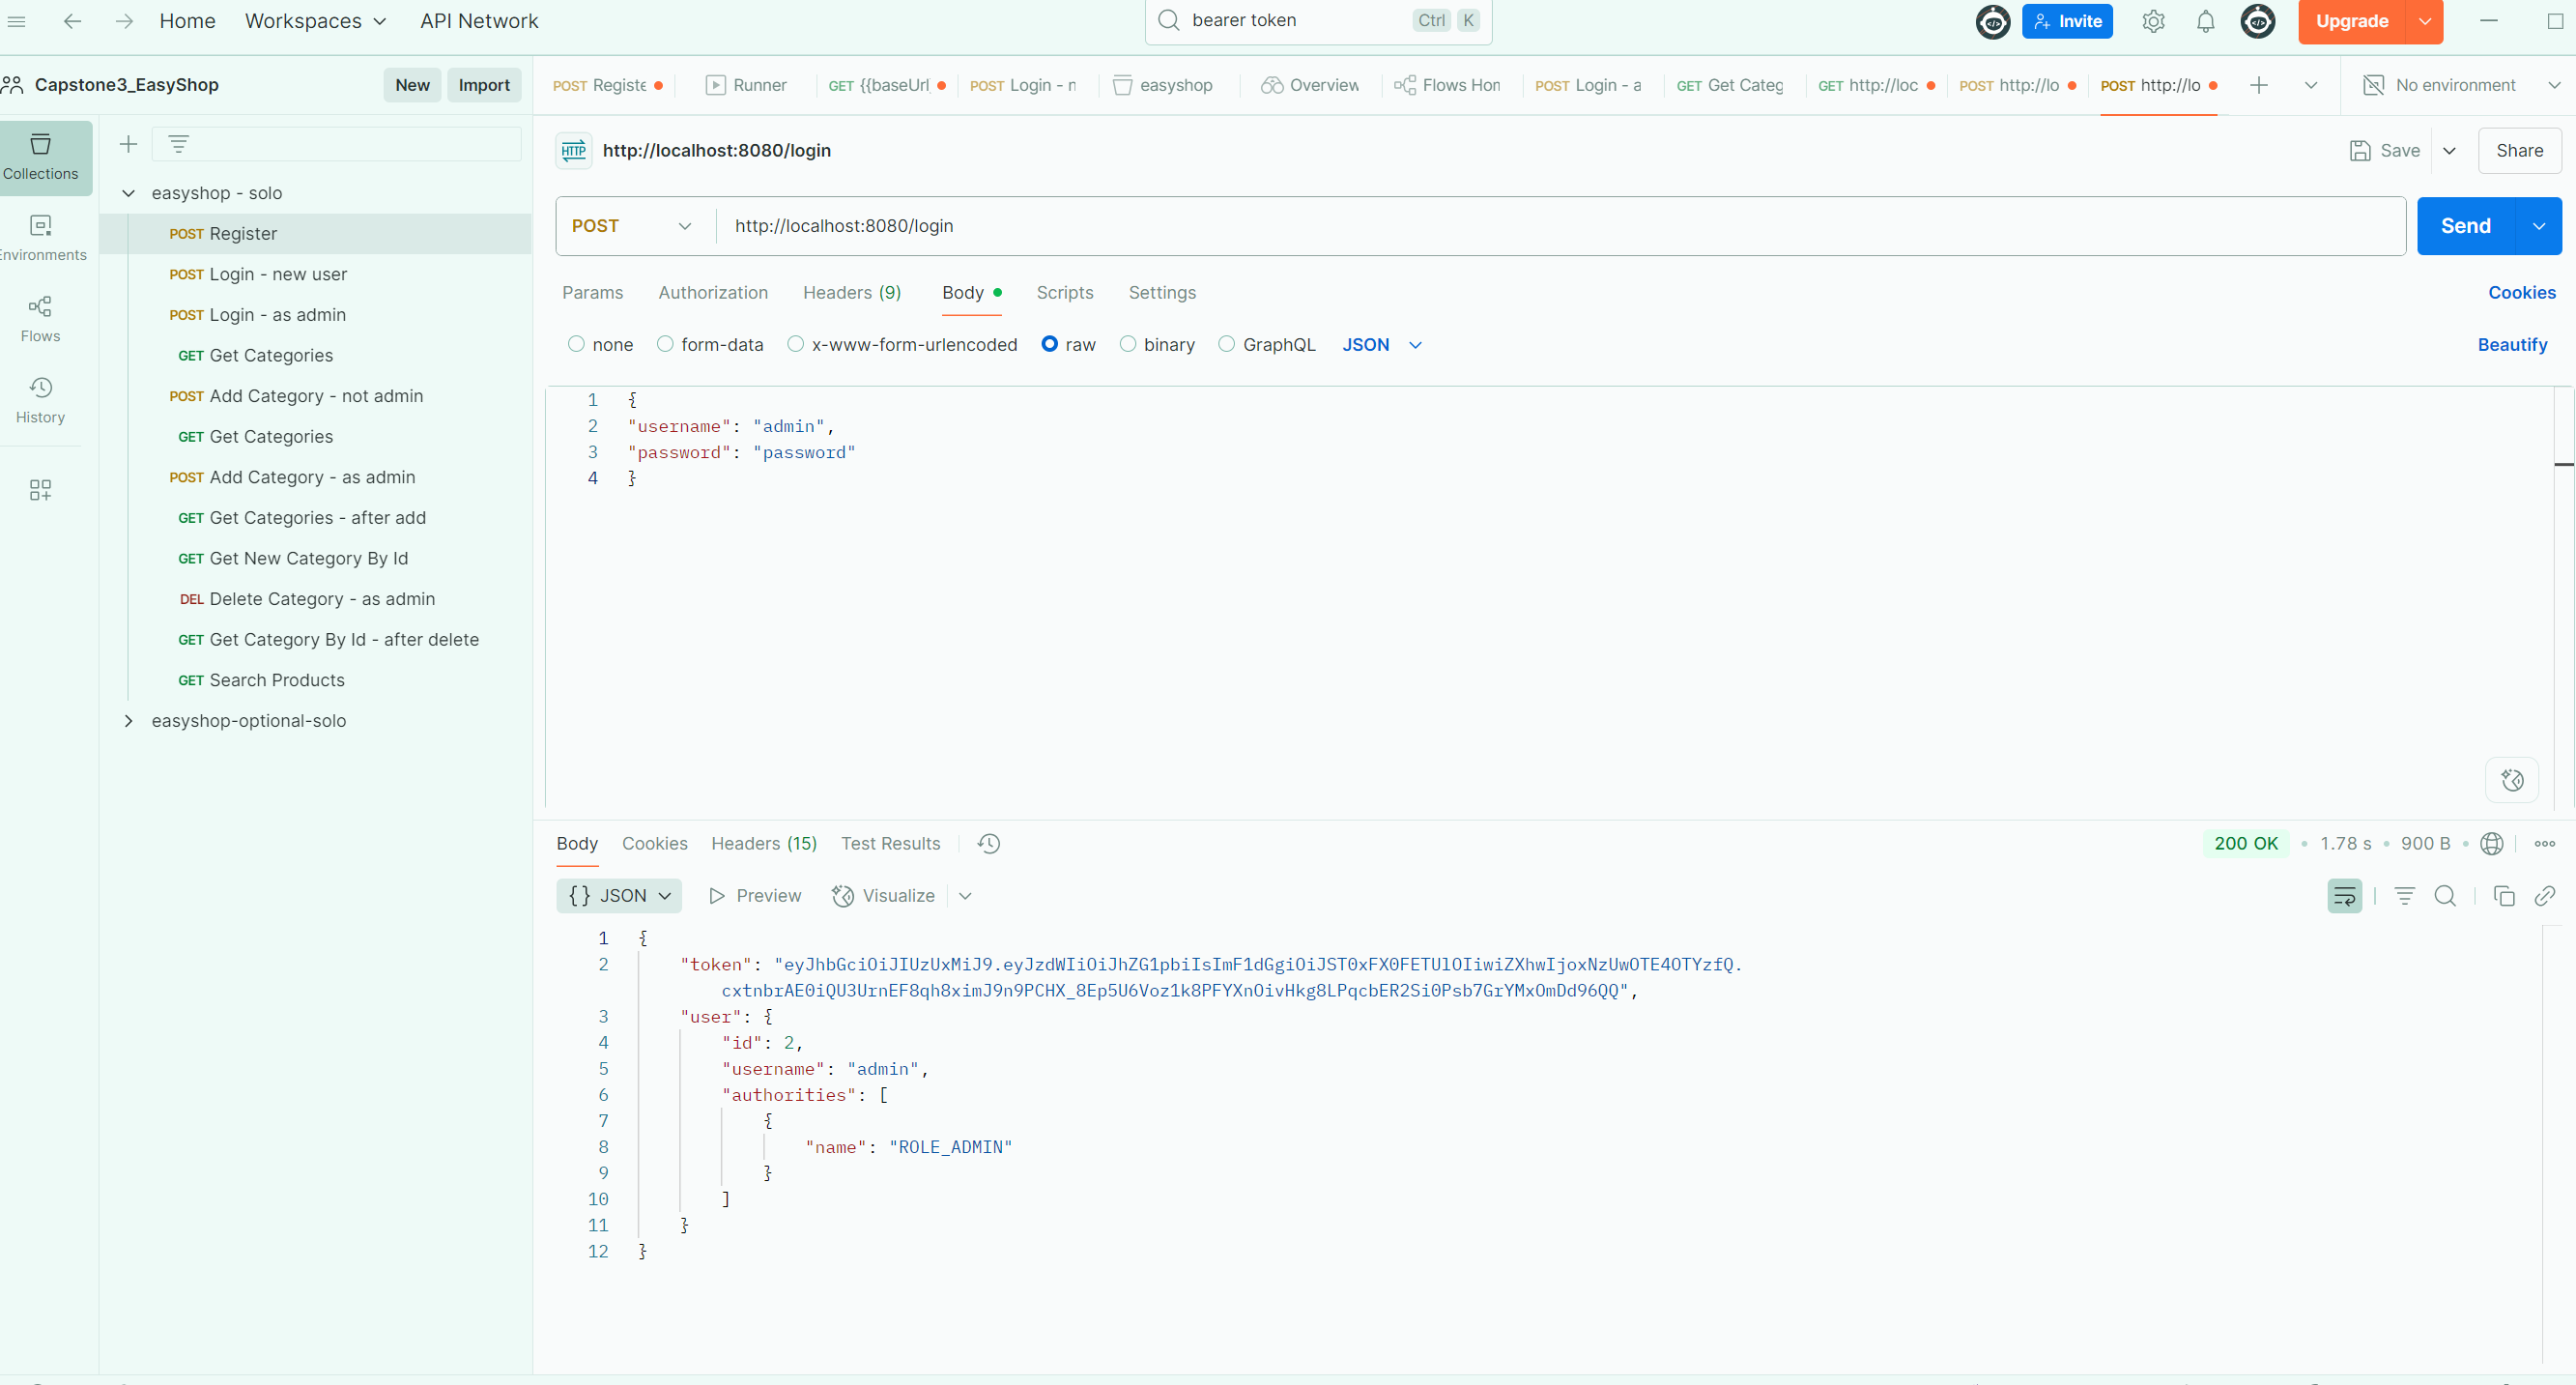 Home Workspaces API Network bearer token Ctrl K Invite Upgrade
Capstone3_EasyShop New Import POST Registe Runner GET {{baseUrl POST Login - n easyshop Overview Flows Hon POST Login - a GET Get Categ GET http://loc POST http://lo POST http://lo No environment
Collections
Environments
Flows
History
easyshop - solo
POST Register
POST Login - new user
POST Login - as admin
GET Get Categories
POST Add Category - not admin
GET Get Categories
POST Add Category - as admin
GET Get Categories - after add
GET Get New Category By Id
DEL Delete Category - as admin
GET Get Category By Id - after delete
GET Search Products
easyshop-optional-solo
HTTP http://localhost:8080/login Save Share
POST http://localhost:8080/login Send
Params Authorization Headers (9) Body Scripts Settings Cookies
none form-data x-www-form-urlencoded raw binary GraphQL JSON Beautify
1 {
2 "username": "admin",
3 "password": "password"
4 }
Body Cookies Headers (15) Test Results 200 OK 1.78 s 900 B
{} JSON Preview Visualize
1 {
2 "token": "eyJhbGciOiJIUzUxMiJ9.eyJzdWIiOiJhZG1pbiIsImF1dGgiOiJST0xFX0FETUlOIiwiZXhwIjoxNzUwOTE4OTYzfQ.
cxtnbrAE0iQU3UrnEF8qh8ximJ9n9PCHX_8Ep5U6Voz1k8PFYXnOivHkg8LPqcbER2Si0Psb7GrYMxOmDd96QQ",
3 "user": {
4 "id": 2,
5 "username": "admin",
6 "authorities": [
7 {
8 "name": "ROLE_ADMIN"
9 }
10 ]
11 }
12 }